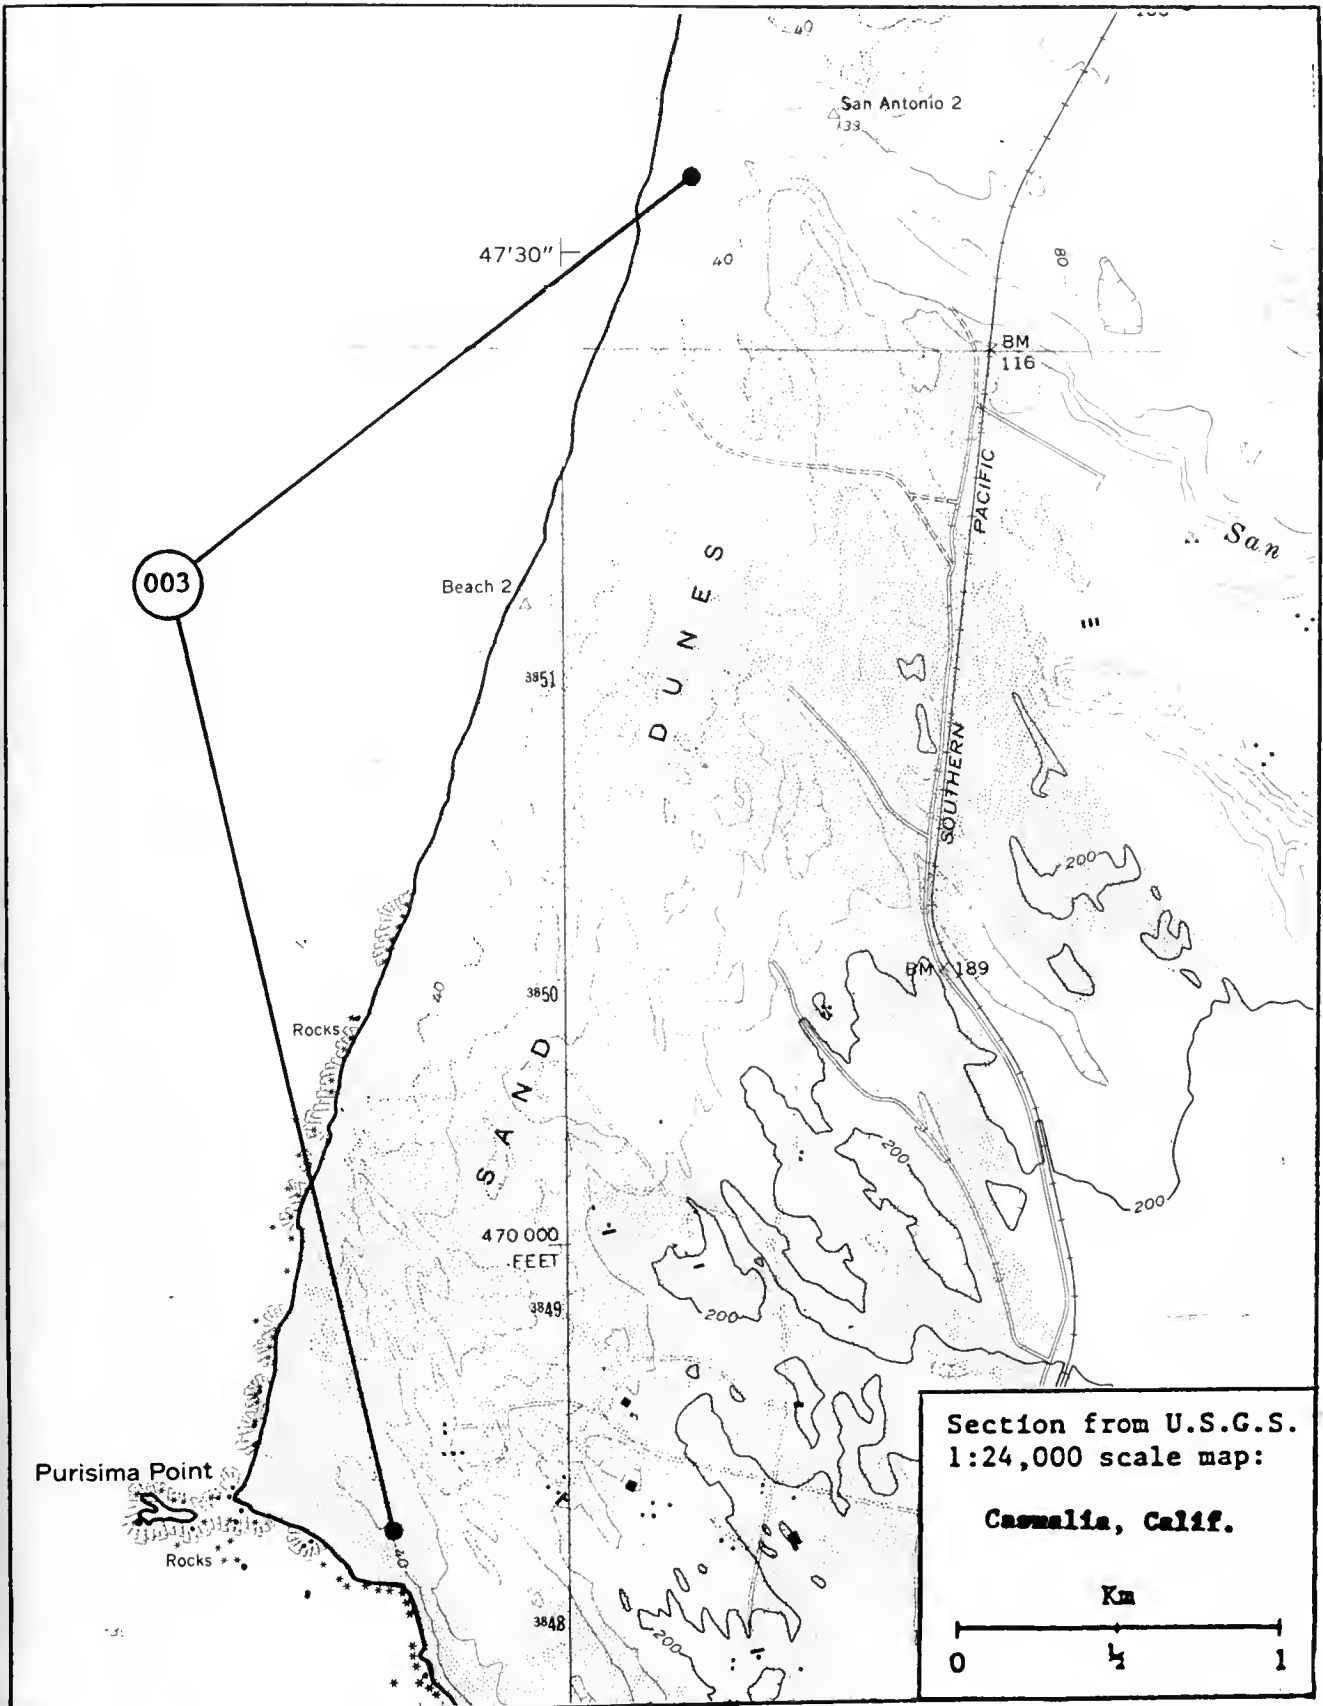 40
San Antonio 2
133
47'30"
40
80
BM
116
PACIFIC
San
003
Beach 2
DUNES
3851
SOUTHERN
200
BM × 189
40
3850
Rocks
SAND
200
200
470 000
FEET
3849
200
Purisima Point
Rocks
40
3848
200
Section from U.S.G.S.
1:24,000 scale map:
Casmalia, Calif.
Km
0 ½ 1